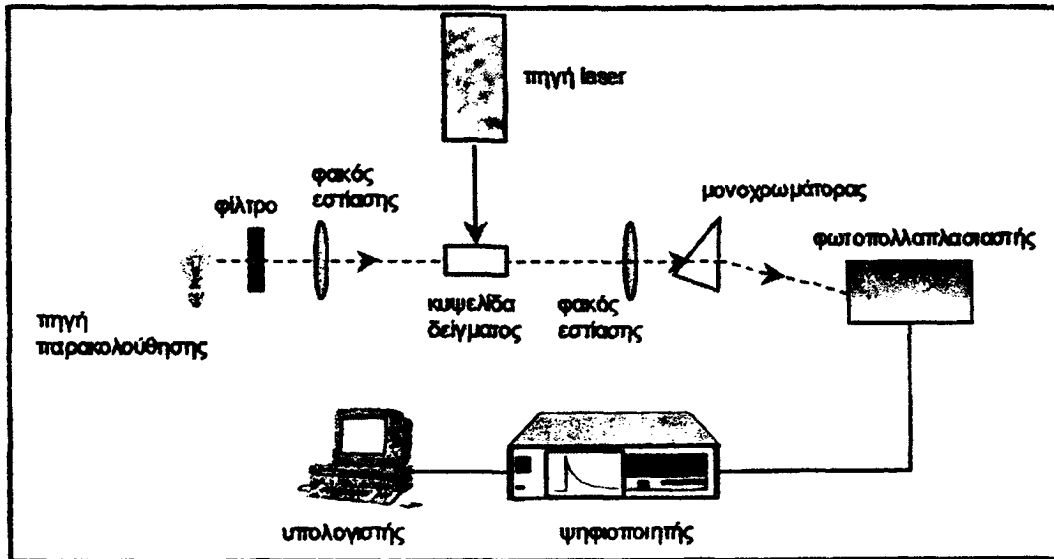 πηγή laser
φακός
εστίασης
φίλτρο
μονοχρωμάτορας
φωτοπολλαπλασιαστής
πηγή
παρακολούθησης
κυψελίδα
δείγματος
φακός
εστίασης
υπολογιστής
ψηφιοποιητής